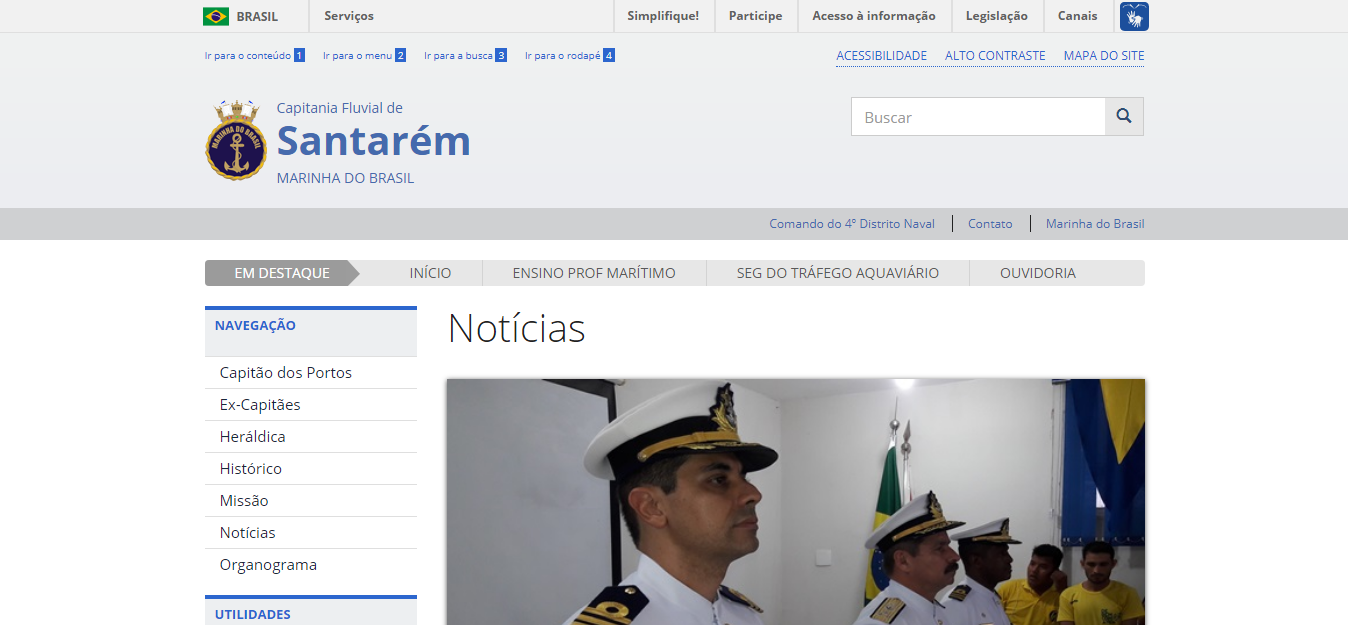 BRASIL Serviços Simplifique! Participe Acesso à informação Legislação Canais
Ir para o conteúdo 1 Ir para o menu 2 Ir para a busca 3 Ir para o rodapé 4 ACESSIBILIDADE ALTO CONTRASTE MAPA DO SITE
MARINHA DO BRASIL
Capitania Fluvial de
Santarém
MARINHA DO BRASIL
Buscar
Comando do 4º Distrito Naval Contato Marinha do Brasil
EM DESTAQUE INÍCIO ENSINO PROF MARÍTIMO SEG DO TRÁFEGO AQUAVIÁRIO OUVIDORIA
NAVEGAÇÃO
Capitão dos Portos
Ex-Capitães
Heráldica
Histórico
Missão
Notícias
Organograma
UTILIDADES
Notícias